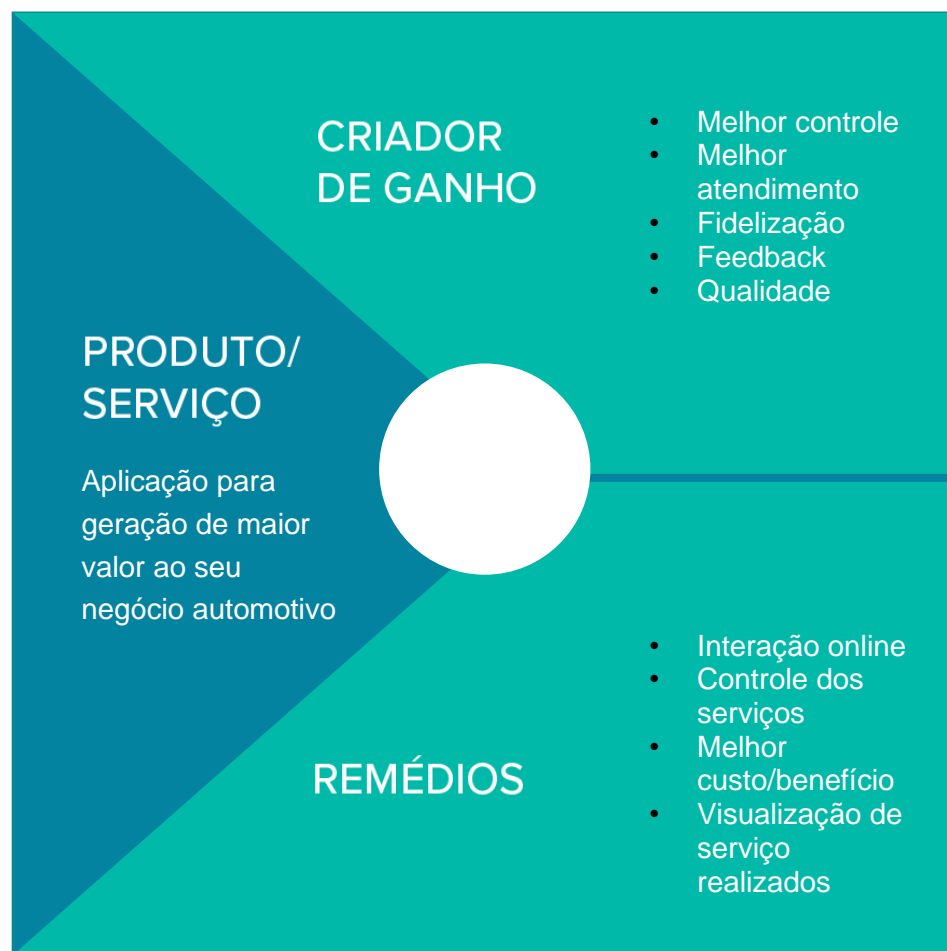 CRIADOR
DE GANHO
• Melhor controle
• Melhor
atendimento
• Fidelização
• Feedback
• Qualidade
PRODUTO/
SERVIÇO
Aplicação para
geração de maior
valor ao seu
negócio automotivo
REMÉDIOS
• Interação online
• Controle dos
serviços
• Melhor
custo/benefício
• Visualização de
serviço
realizados